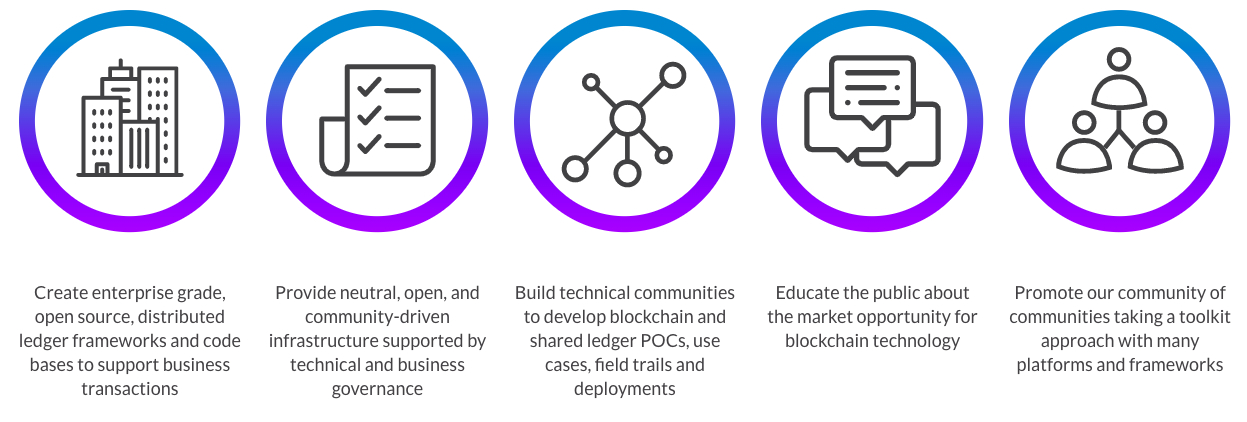 Create enterprise grade,
open source, distributed
ledger frameworks and code
bases to support business
transactions
Provide neutral, open, and
community-driven
infrastructure supported by
technical and business
governance
Build technical communities
to develop blockchain and
shared ledger POCs, use
cases, field trails and
deployments
Educate the public about
the market opportunity for
blockchain technology
Promote our community of
communities taking a toolkit
approach with many
platforms and frameworks